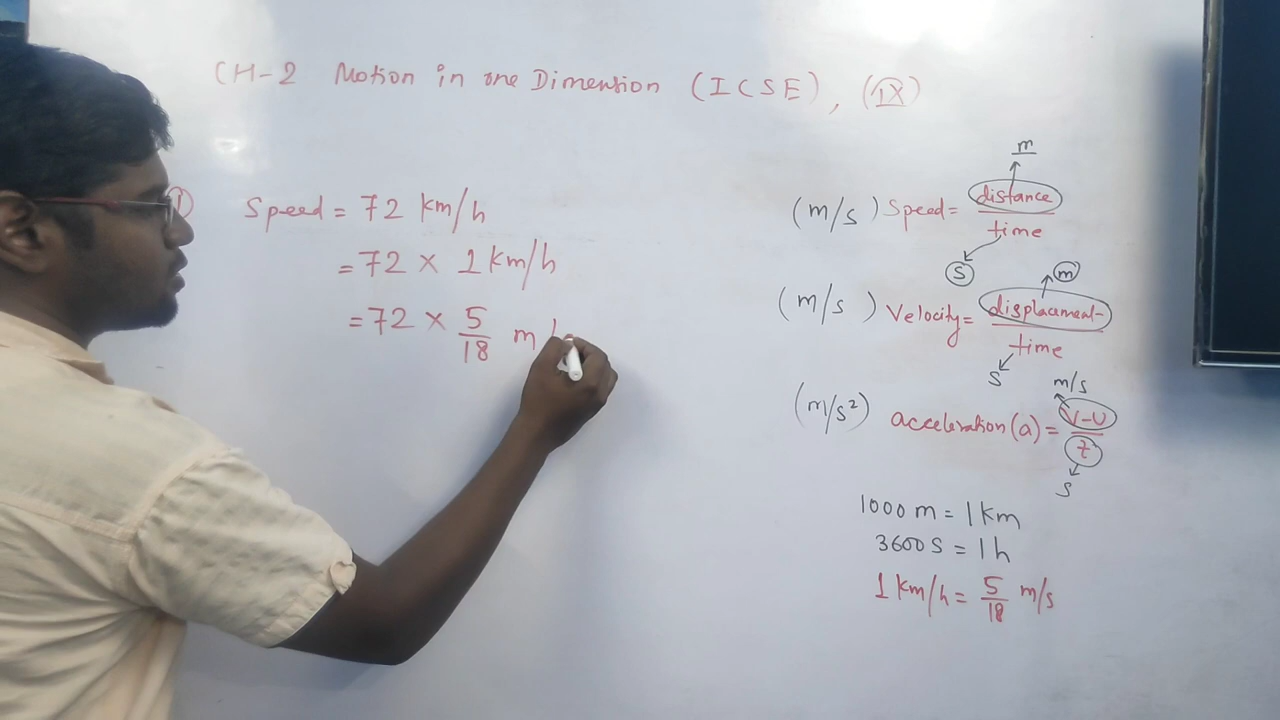 CH-2 Motion in one Dimension (ICSE), (IX)
1) Speed = 72 km/h
= 72 × 1 km/h
= 72 × 5/18 m/
m
(m/s) Speed = distance/time
s
m
(m/s) Velocity = displacement/time
s
m/s
(m/s²) acceleration (a) = V-U/t
s
1000 m = 1 km
3600 s = 1 h
1 km/h = 5/18 m/s